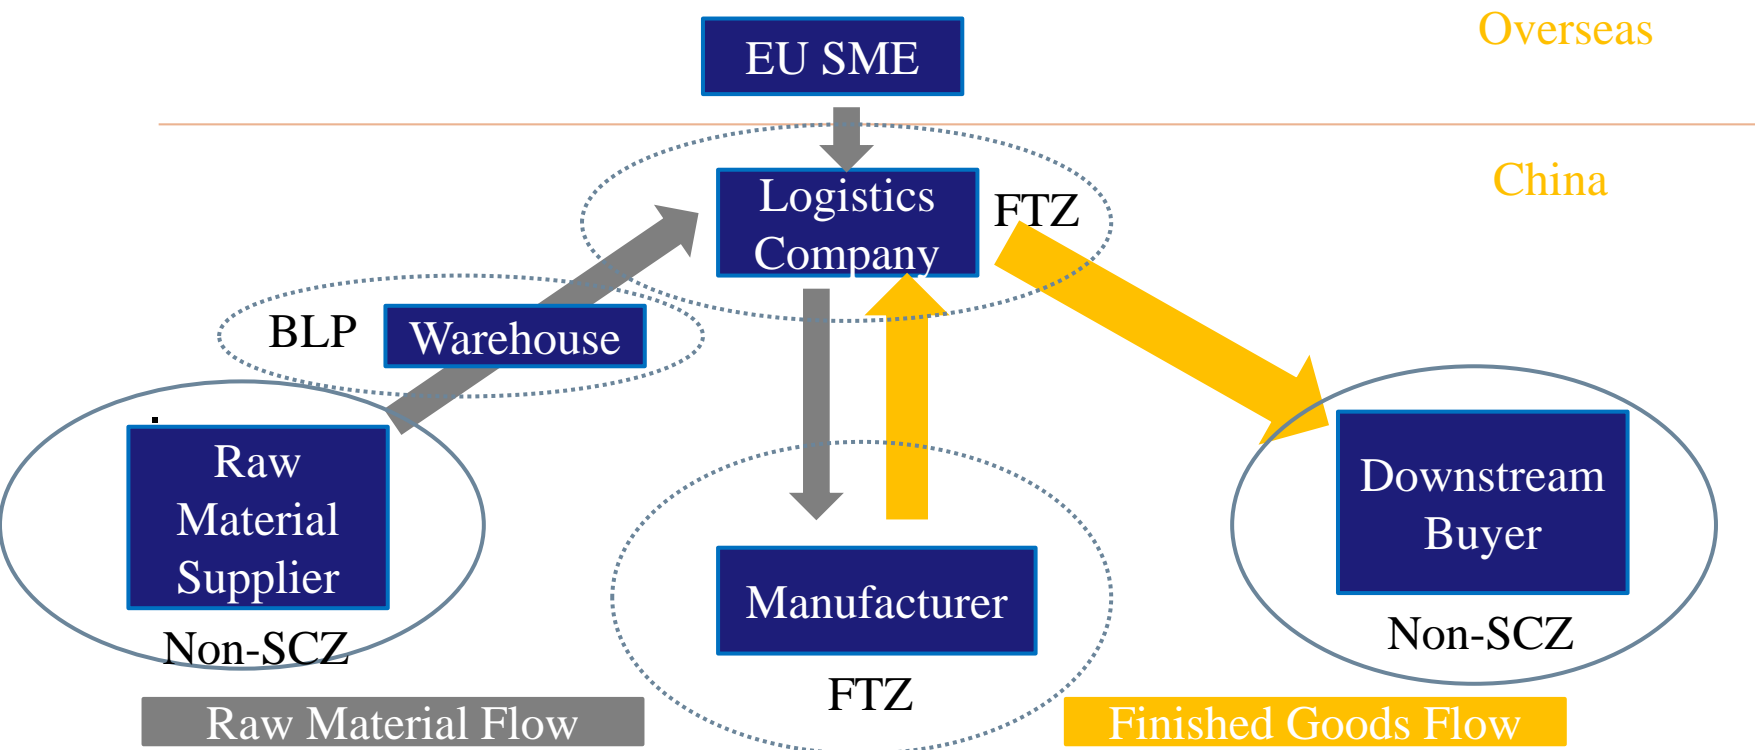 Overseas
EU SME
China
Logistics
Company
FTZ
BLP
Warehouse
Raw
Material
Supplier
Non-SCZ
Manufacturer
FTZ
Downstream
Buyer
Non-SCZ
Raw Material Flow
Finished Goods Flow